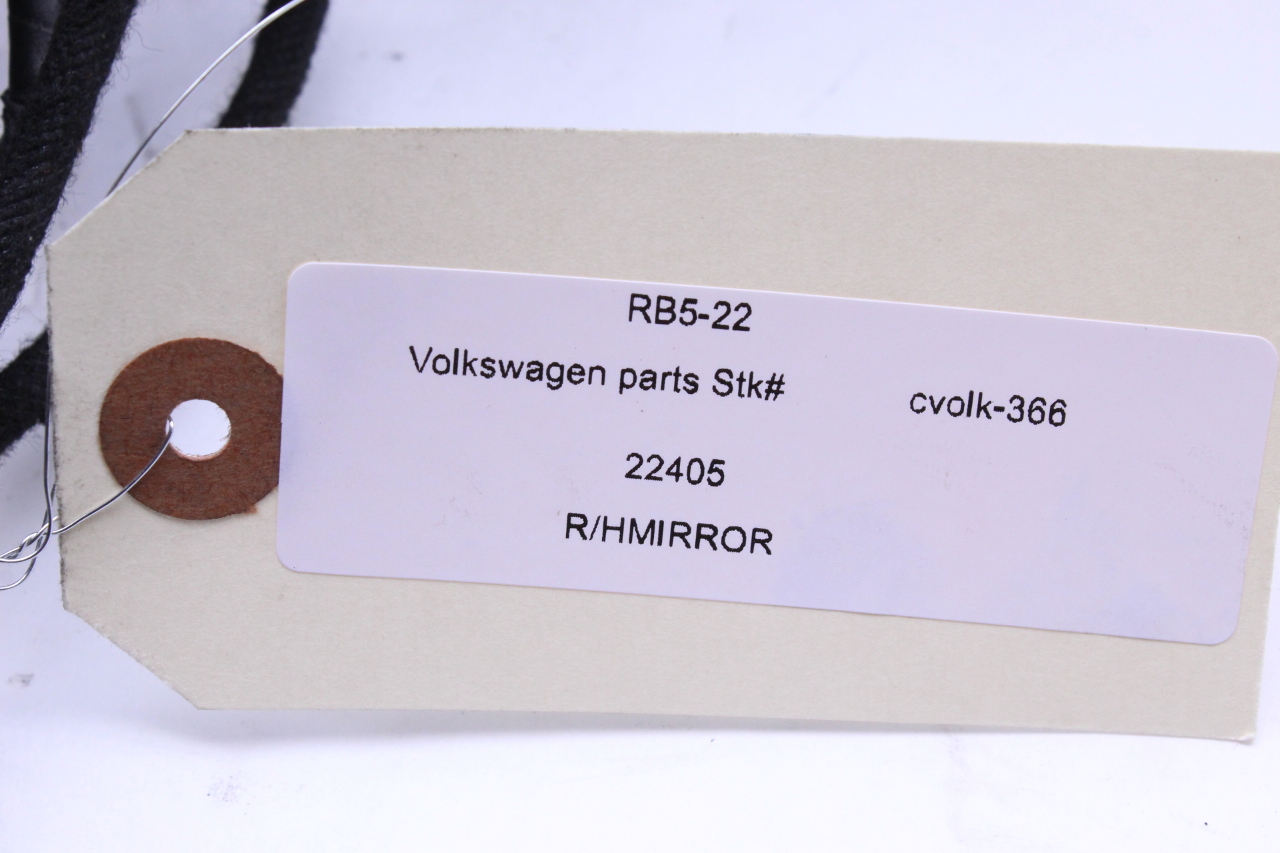 RB5-22
Volkswagen parts Stk# cvolk-366
22405
R/HMIRROR